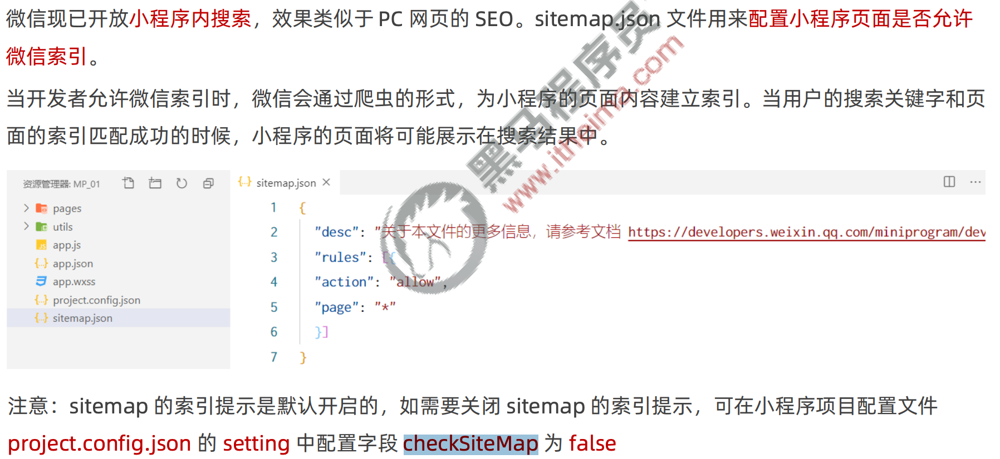 微信现已开放小程序内搜索，效果类似于 PC 网页的 SEO。sitemap.json 文件用来配置小程序页面是否允许
微信索引。
当开发者允许微信索引时，微信会通过爬虫的形式，为小程序的页面内容建立索引。当用户的搜索关键字和页
面的索引匹配成功的时候，小程序的页面将可能展示在搜索结果中。
黑马程序员
www.itheima.com
资源管理器: MP_01
pages
utils
app.js
app.json
app.wxss
project.config.json
sitemap.json
sitemap.json
1 {
2 "desc": "关于本文件的更多信息，请参考文档 https://developers.weixin.qq.com/miniprogram/dev
3 "rules": [{
4 "action": "allow",
5 "page": "*"
6 }]
7 }
注意：sitemap 的索引提示是默认开启的，如需要关闭 sitemap 的索引提示，可在小程序项目配置文件
project.config.json 的 setting 中配置字段 checkSiteMap 为 false